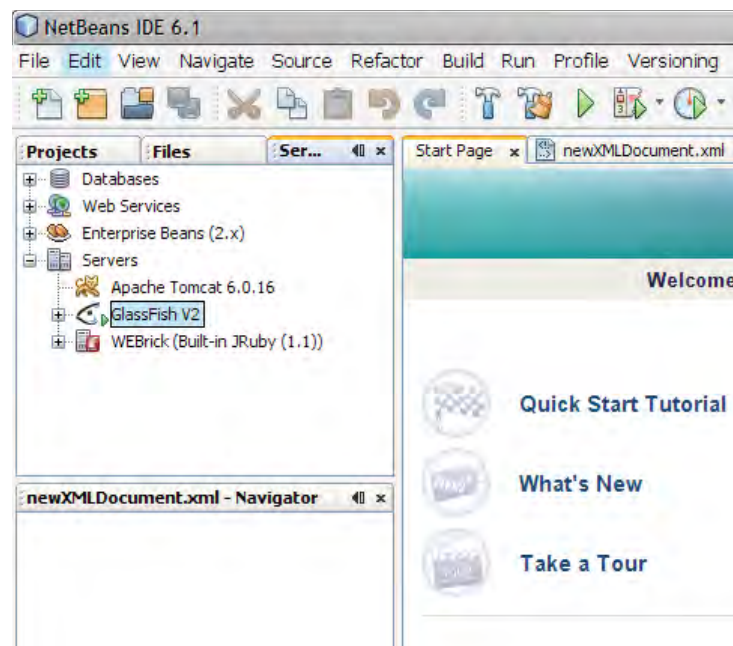 NetBeans IDE 6.1
File Edit View Navigate Source Refactor Build Run Profile Versioning
Projects Files Ser...
Start Page newXMLDocument.xml
Databases
Web Services
Enterprise Beans (2.x)
Servers
Apache Tomcat 6.0.16
GlassFish V2
WEBrick (Built-in JRuby (1.1))
newXMLDocument.xml - Navigator
Welcome
Quick Start Tutorial
What's New
Take a Tour